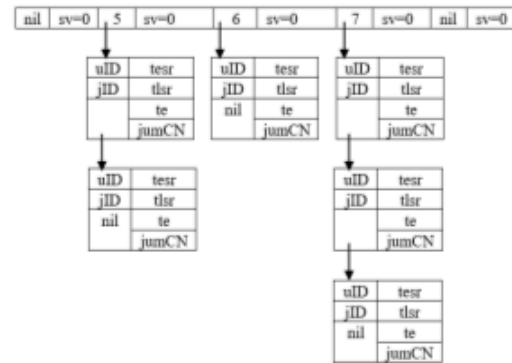 nil sv=0 5 sv=0 6 sv=0 7 sv=0 nil sv=0
uID tesr
jID tlsr
te
jumCN
uID tesr
jID tlsr
nil te
jumCN
uID tesr
jID tlsr
te
jumCN
uID tesr
jID tlsr
nil te
jumCN
uID tesr
jID tlsr
te
jumCN
uID tesr
jID tlsr
nil te
jumCN